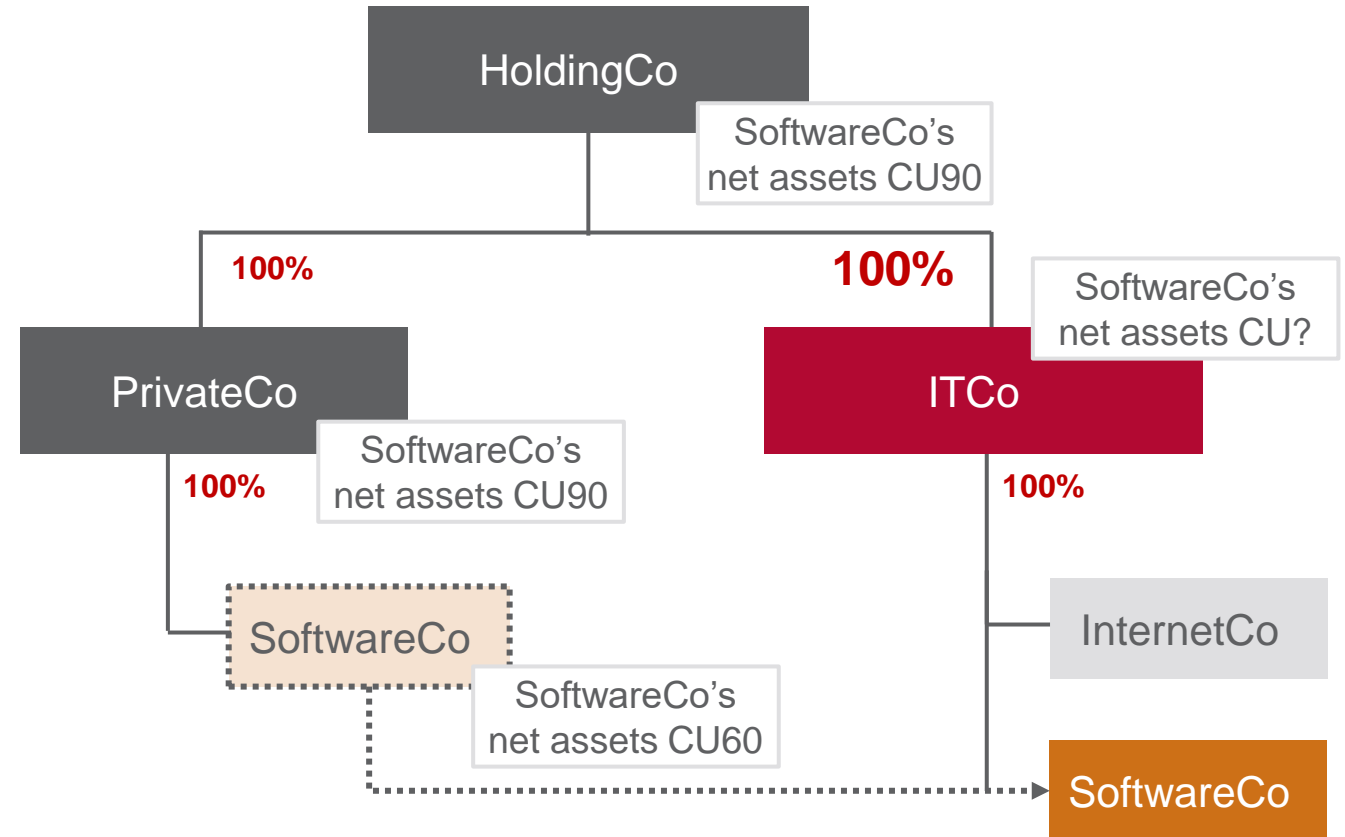 HoldingCo
SoftwareCo’s
net assets CU90
100%
100%
SoftwareCo’s
net assets CU?
PrivateCo
ITCo
SoftwareCo’s
net assets CU90
100%
100%
SoftwareCo
InternetCo
SoftwareCo’s
net assets CU60
SoftwareCo